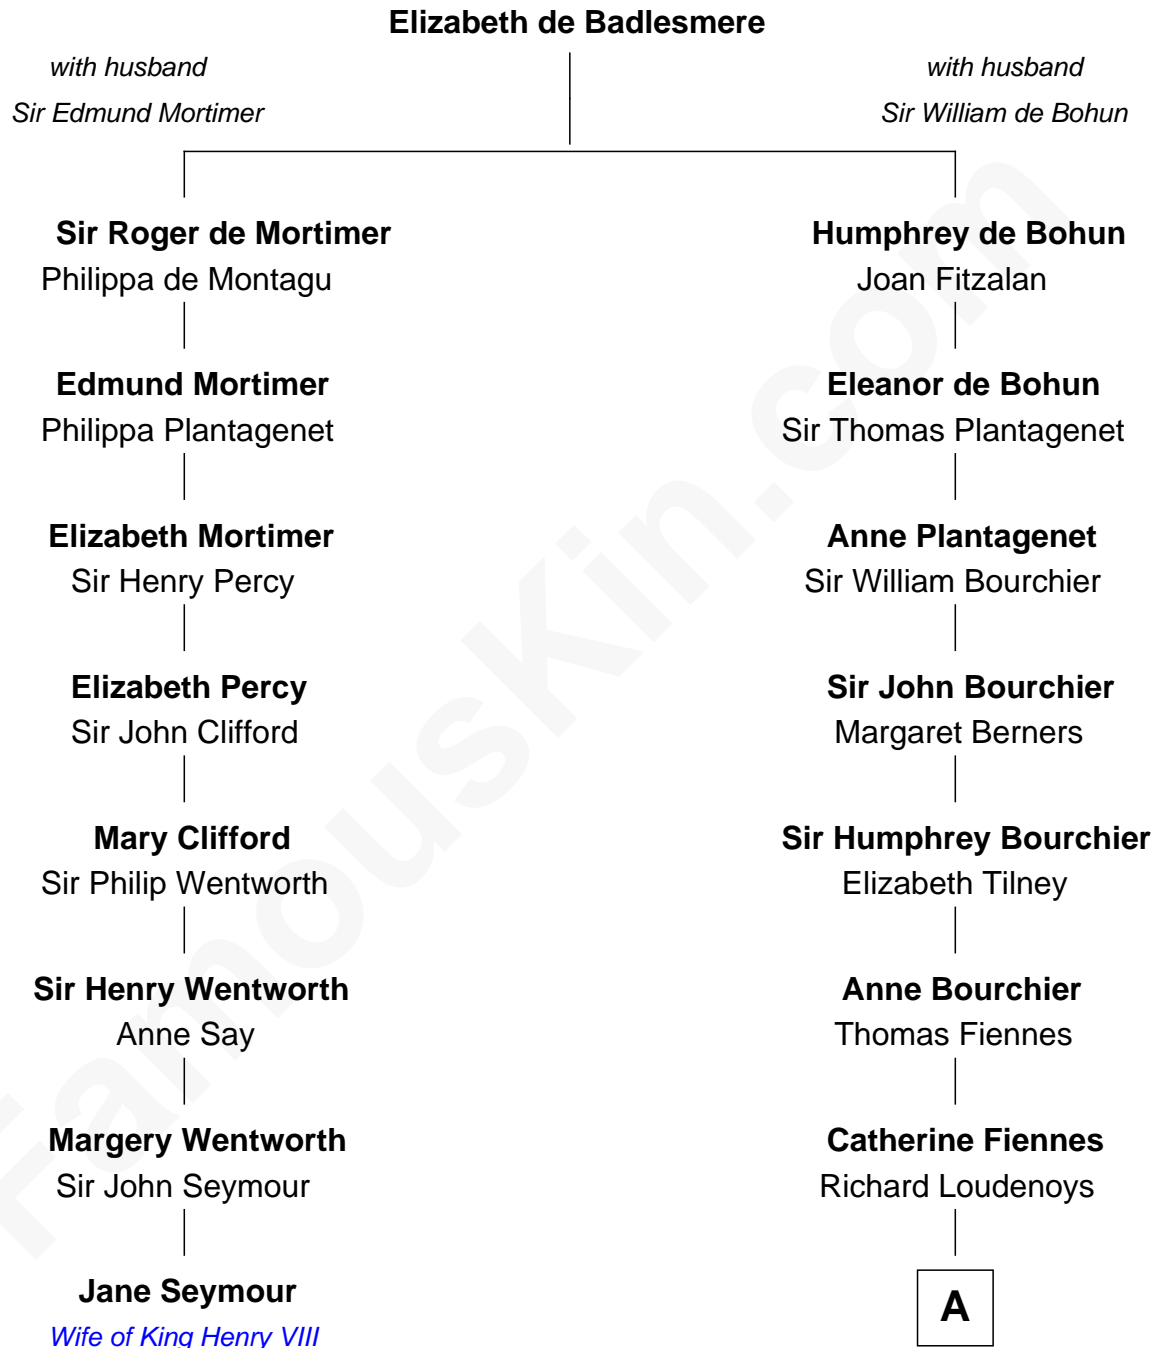 Elizabeth de Badlesmere
with husband
Sir Edmund Mortimer
with husband
Sir William de Bohun
Sir Roger de Mortimer
Philippa de Montagu
Humphrey de Bohun
Joan Fitzalan
Edmund Mortimer
Philippa Plantagenet
Eleanor de Bohun
Sir Thomas Plantagenet
Elizabeth Mortimer
Sir Henry Percy
Anne Plantagenet
Sir William Bourchier
Elizabeth Percy
Sir John Clifford
Sir John Bourchier
Margaret Berners
Mary Clifford
Sir Philip Wentworth
Sir Humphrey Bourchier
Elizabeth Tilney
Sir Henry Wentworth
Anne Say
Anne Bourchier
Thomas Fiennes
Margery Wentworth
Sir John Seymour
Catherine Fiennes
Richard Loudenoys
Jane Seymour
Wife of King Henry VIII
A
FamousKin.com